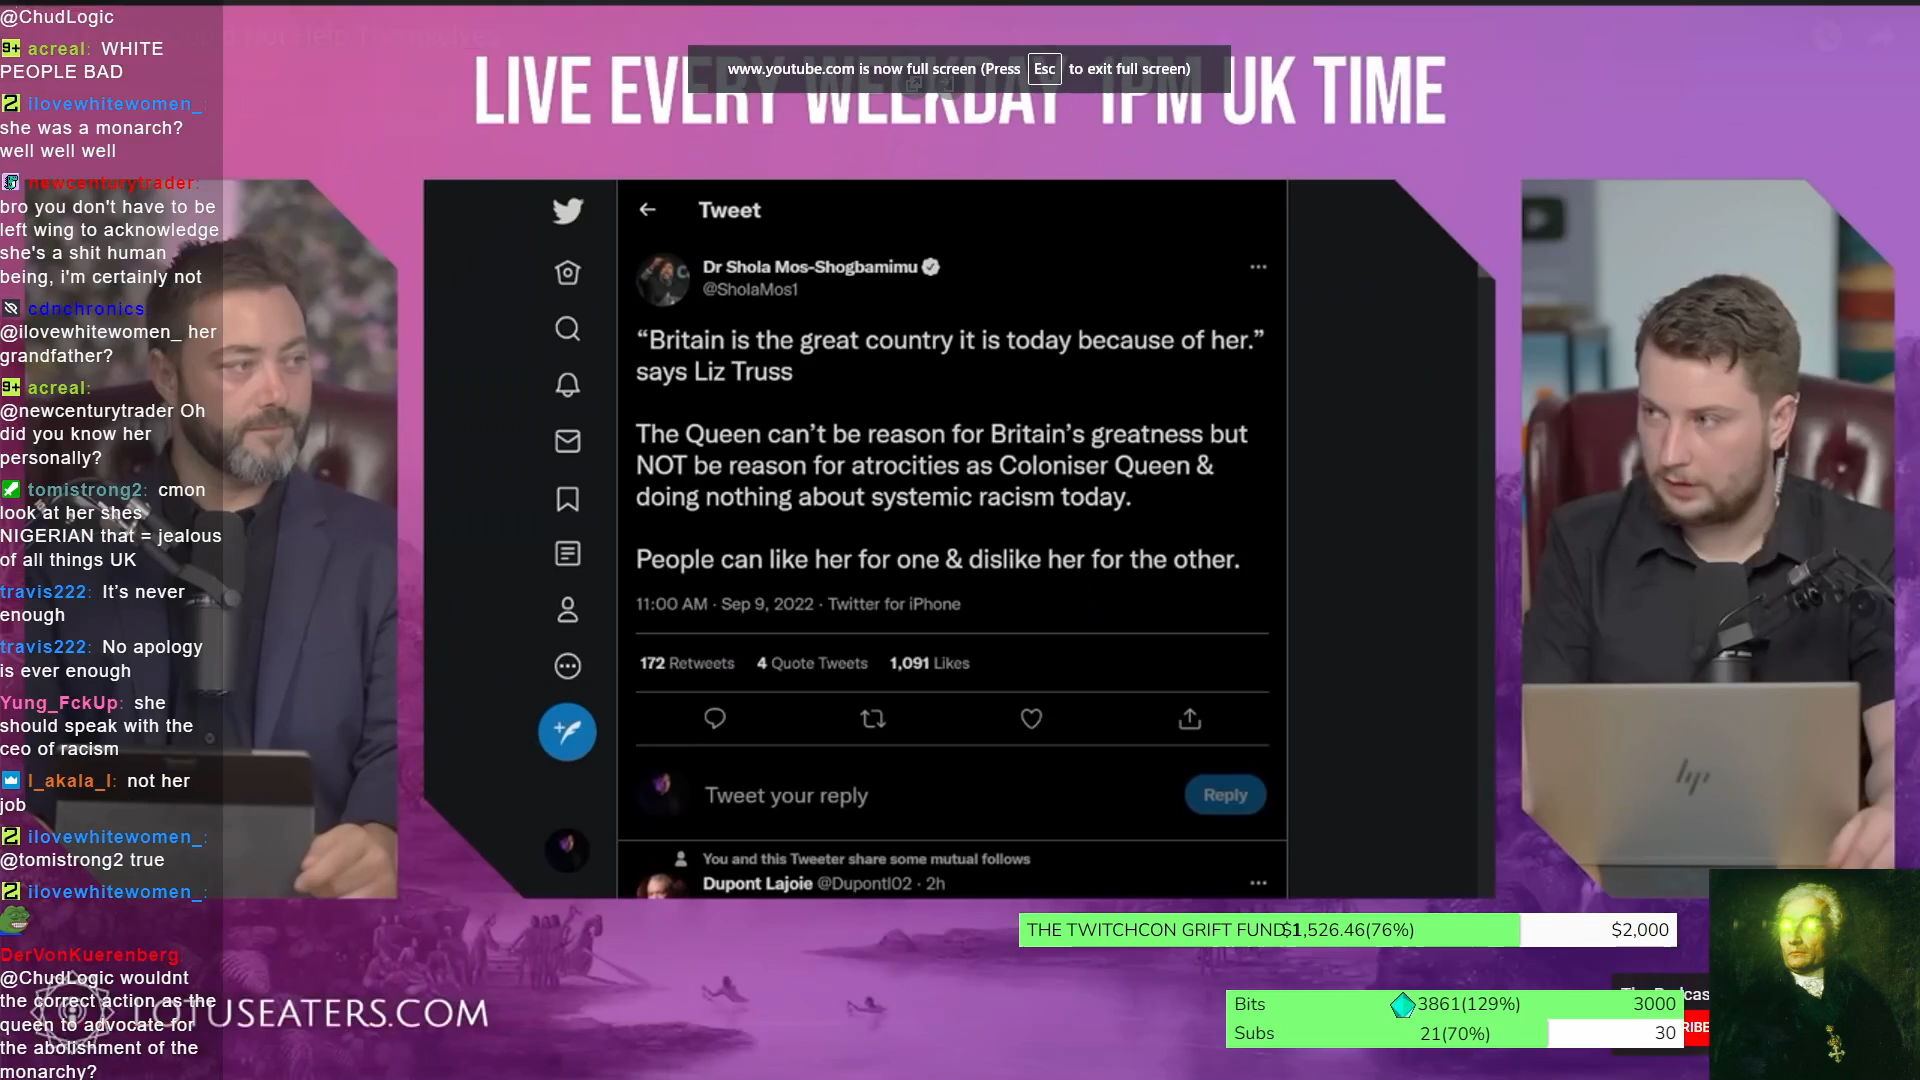 @ChudLogic
9+ acreal: WHITE
PEOPLE BAD
ilovewhitewomen_:
she was a monarch?
well well well
newcenturytrader:
bro you don't have to be
left wing to acknowledge
she's a shit human
being, i'm certainly not
cdnchronics
@ilovewhitewomen_ her
grandfather?
9+ acreal:
@newcenturytrader Oh
did you know her
personally?
tomistrong2: cmon
look at her shes
NIGERIAN that = jealous
of all things UK
travis222: It's never
enough
travis222: No apology
is ever enough
Yung_FckUp: she
should speak with the
ceo of racism
l_akala_l: not her
job
ilovewhitewomen_:
@tomistrong2 true
ilovewhitewomen_:
DerVonKuerenberg
@ChudLogic wouldnt
the correct action as the
queen to advocate for
the abolishment of the
monarchy?
LIVE EVERY WEEKDAY 1PM UK TIME
www.youtube.com is now full screen (Press Esc to exit full screen)
Tweet
Dr Shola Mos-Shogbamimu
@SholaMos1
“Britain is the great country it is today because of her.”
says Liz Truss
The Queen can’t be reason for Britain’s greatness but
NOT be reason for atrocities as Coloniser Queen &
doing nothing about systemic racism today.
People can like her for one & dislike her for the other.
11:00 AM · Sep 9, 2022 · Twitter for iPhone
172 Retweets 4 Quote Tweets 1,091 Likes
Tweet your reply
Reply
You and this Tweeter share some mutual follows
Dupont Lajoie @Dupontl02 · 2h
hp
THE TWITCHCON GRIFT FUND $1,526.46(76%) $2,000
Bits 3861(129%) 3000
Subs 21(70%) 30
LOTUSEATERS.COM